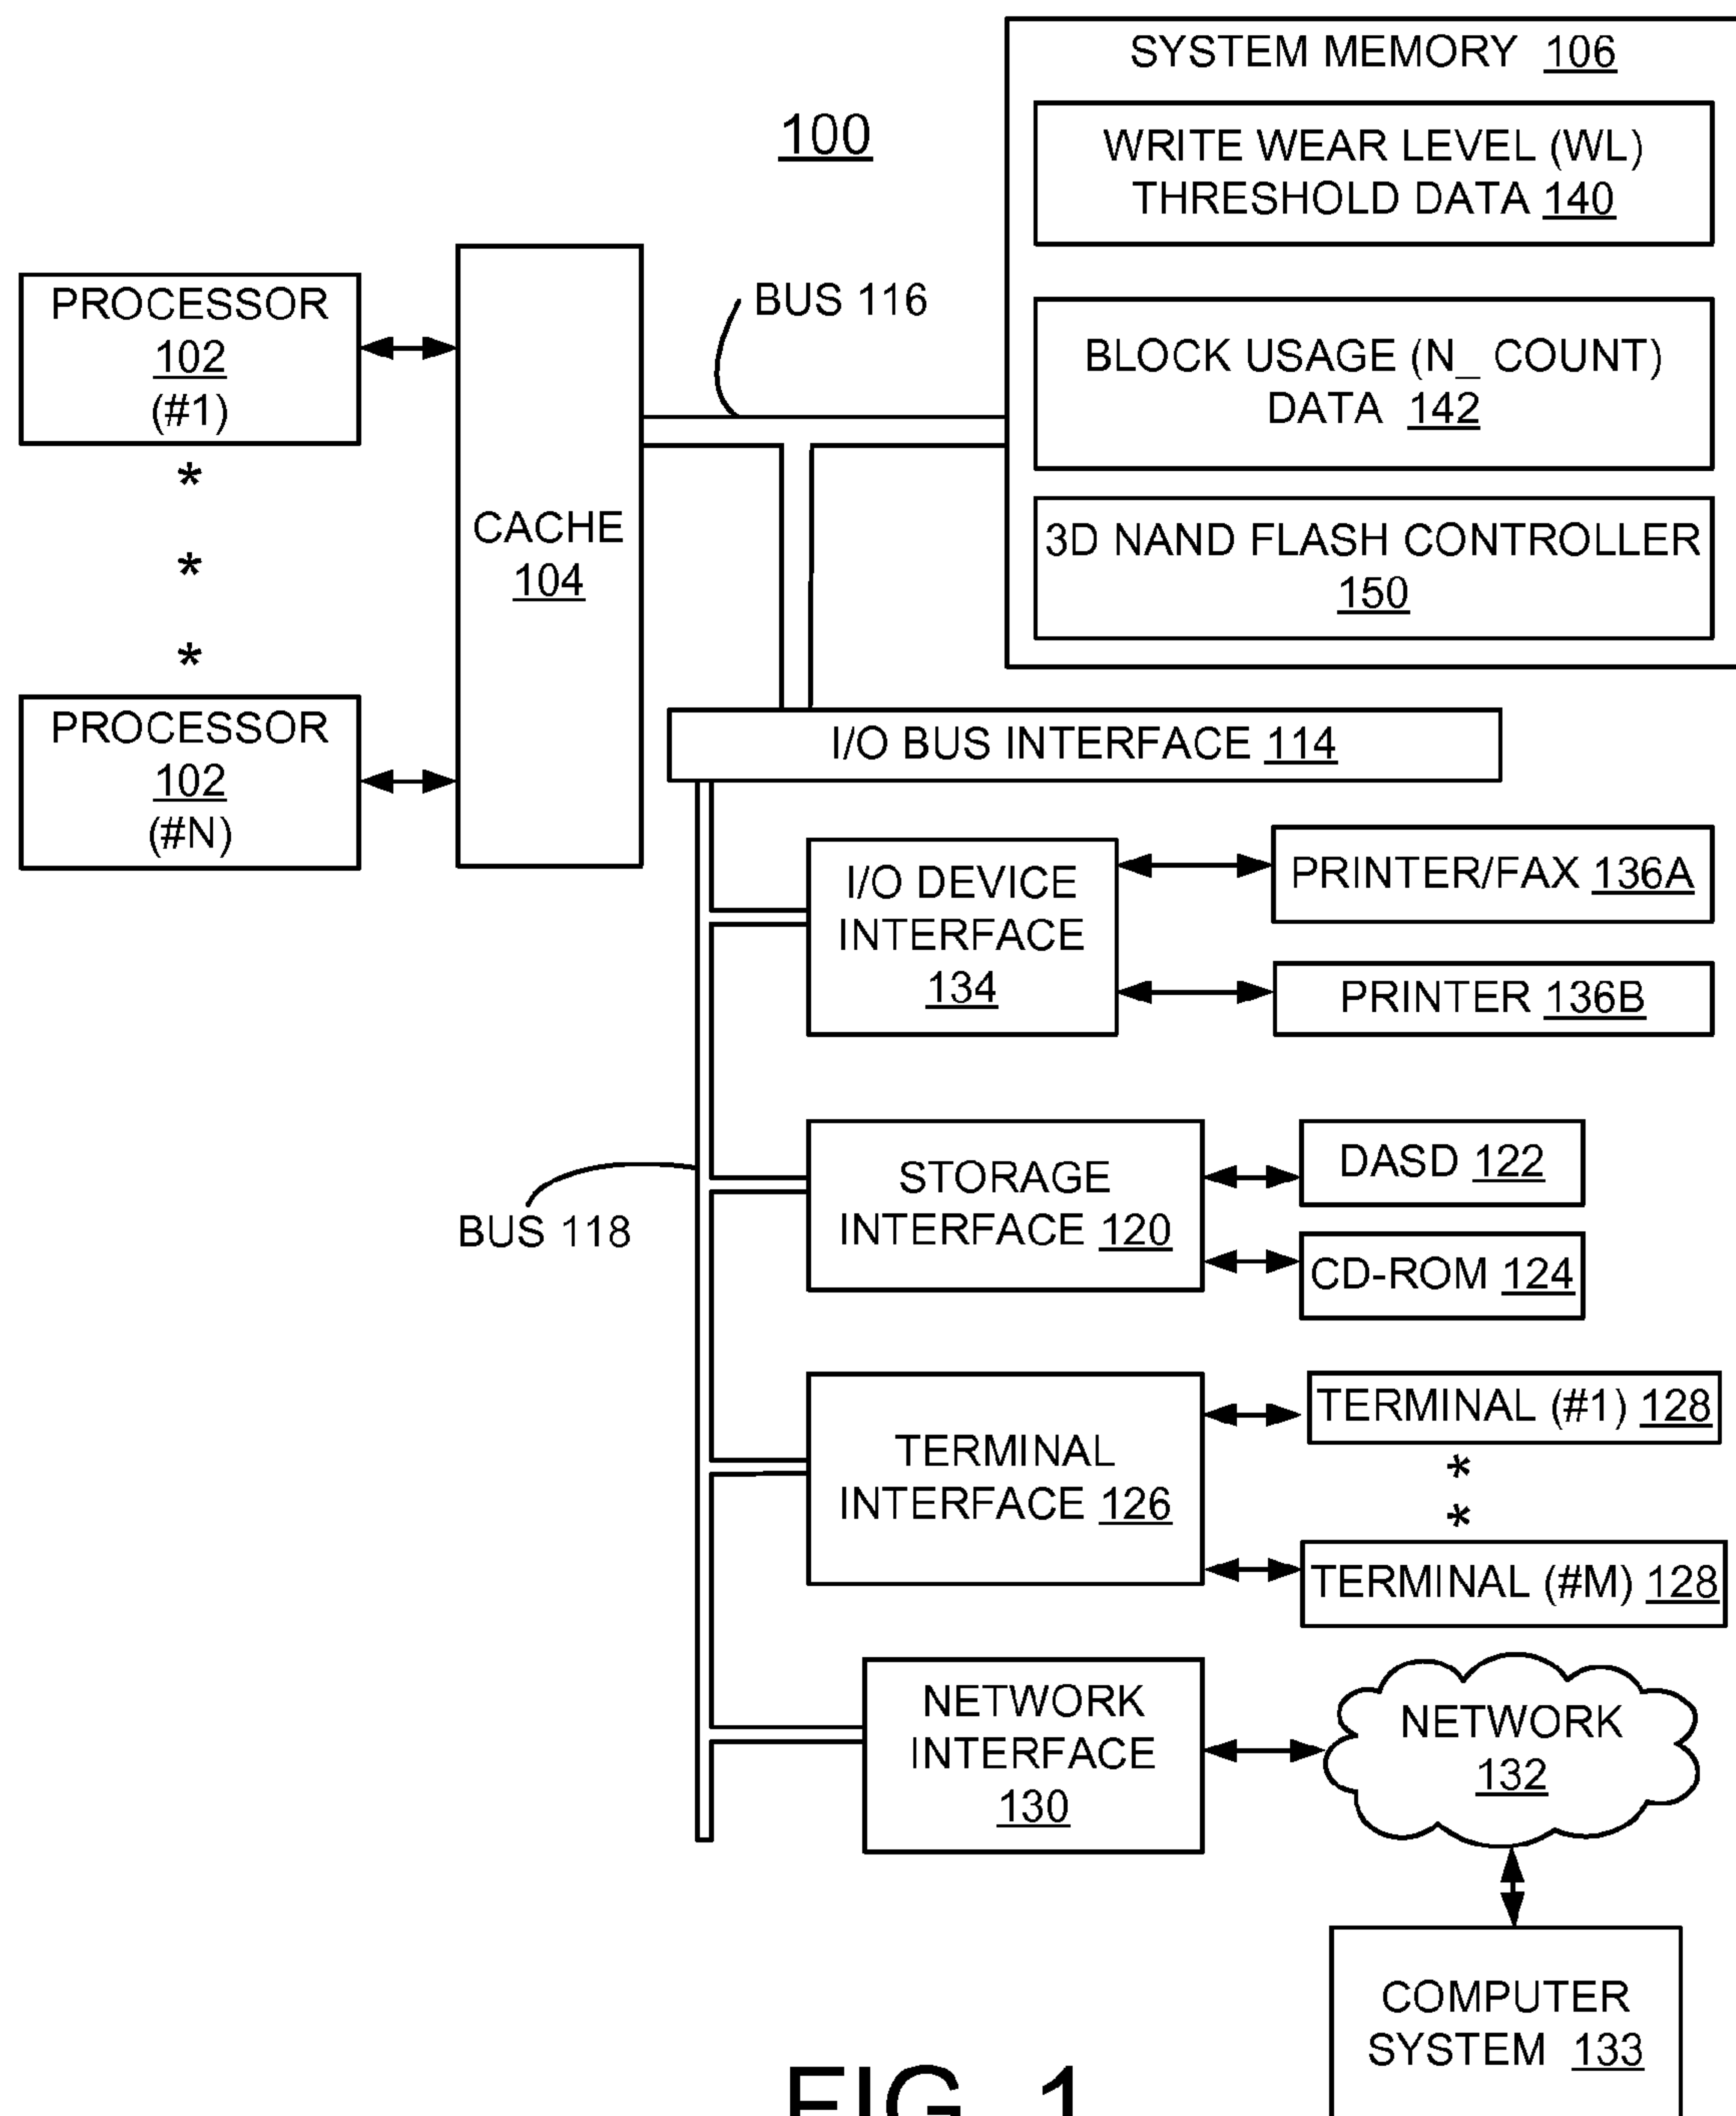 100
SYSTEM MEMORY 106
WRITE WEAR LEVEL (WL)
THRESHOLD DATA 140
BLOCK USAGE (N_ COUNT)
DATA 142
3D NAND FLASH CONTROLLER
150
PROCESSOR
102
(#1)
*
*
*
PROCESSOR
102
(#N)
CACHE
104
BUS 116
I/O BUS INTERFACE 114
I/O DEVICE
INTERFACE
134
PRINTER/FAX 136A
PRINTER 136B
BUS 118
STORAGE
INTERFACE 120
DASD 122
CD-ROM 124
TERMINAL
INTERFACE 126
TERMINAL (#1) 128
*
*
TERMINAL (#M) 128
NETWORK
INTERFACE
130
NETWORK
132
COMPUTER
SYSTEM 133
FIG. 1